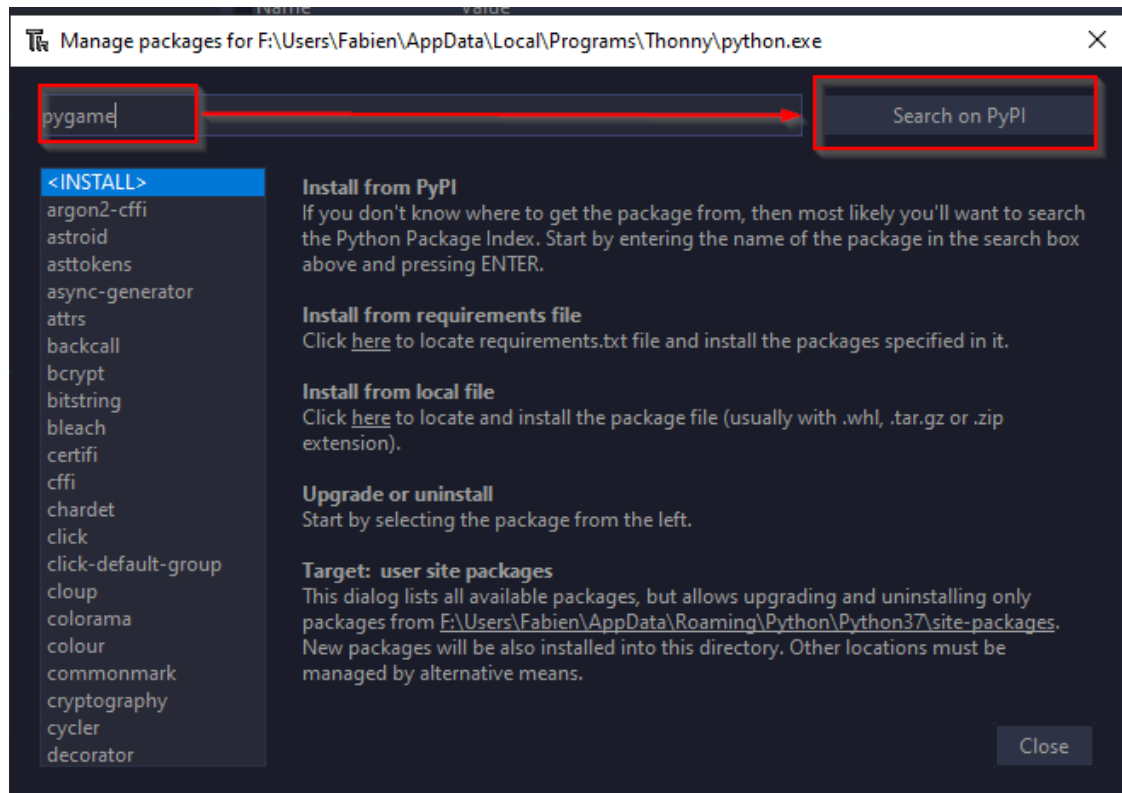 Name Value
Manage packages for F:\Users\Fabien\AppData\Local\Programs\Thonny\python.exe
pygame
Search on PyPI
<INSTALL>
argon2-cffi
astroid
asttokens
async-generator
attrs
backcall
bcrypt
bitstring
bleach
certifi
cffi
chardet
click
click-default-group
cloup
colorama
colour
commonmark
cryptography
cycler
decorator
Install from PyPI
If you don't know where to get the package from, then most likely you'll want to search
the Python Package Index. Start by entering the name of the package in the search box
above and pressing ENTER.
Install from requirements file
Click here to locate requirements.txt file and install the packages specified in it.
Install from local file
Click here to locate and install the package file (usually with .whl, .tar.gz or .zip
extension).
Upgrade or uninstall
Start by selecting the package from the left.
Target: user site packages
This dialog lists all available packages, but allows upgrading and uninstalling only
packages from F:\Users\Fabien\AppData\Roaming\Python\Python37\site-packages.
New packages will be also installed into this directory. Other locations must be
managed by alternative means.
Close